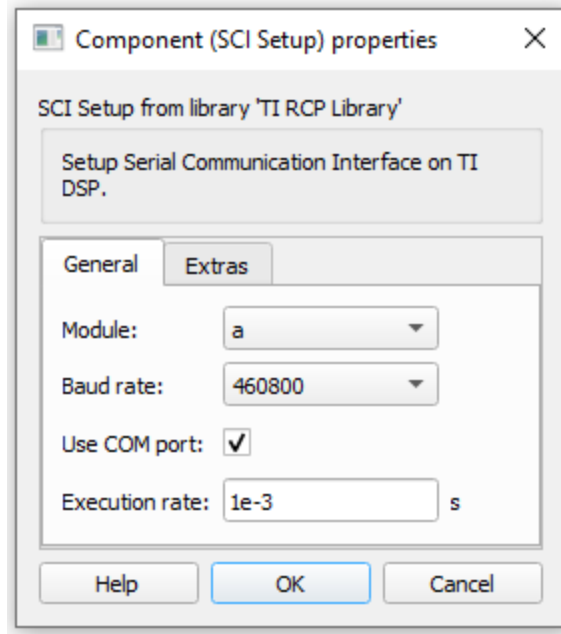 Component (SCI Setup) properties
SCI Setup from library 'TI RCP Library'
Setup Serial Communication Interface on TI
DSP.
General Extras
Module: a
Baud rate: 460800
Use COM port:
Execution rate: 1e-3 s
Help OK Cancel